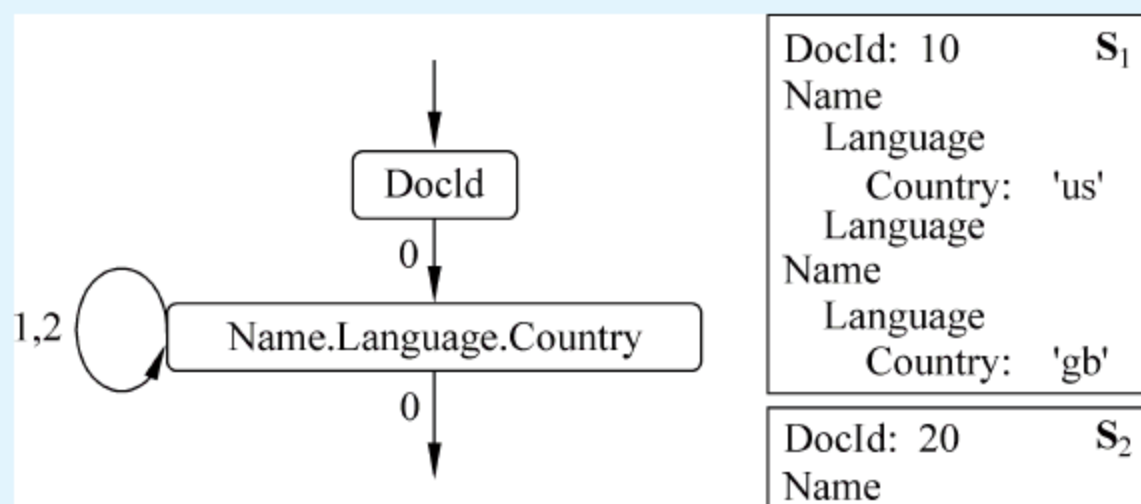 DocId
0
1,2
Name.Language.Country
0
DocId: 10 S1
Name
Language
Country: 'us'
Language
Name
Language
Country: 'gb'
DocId: 20 S2
Name